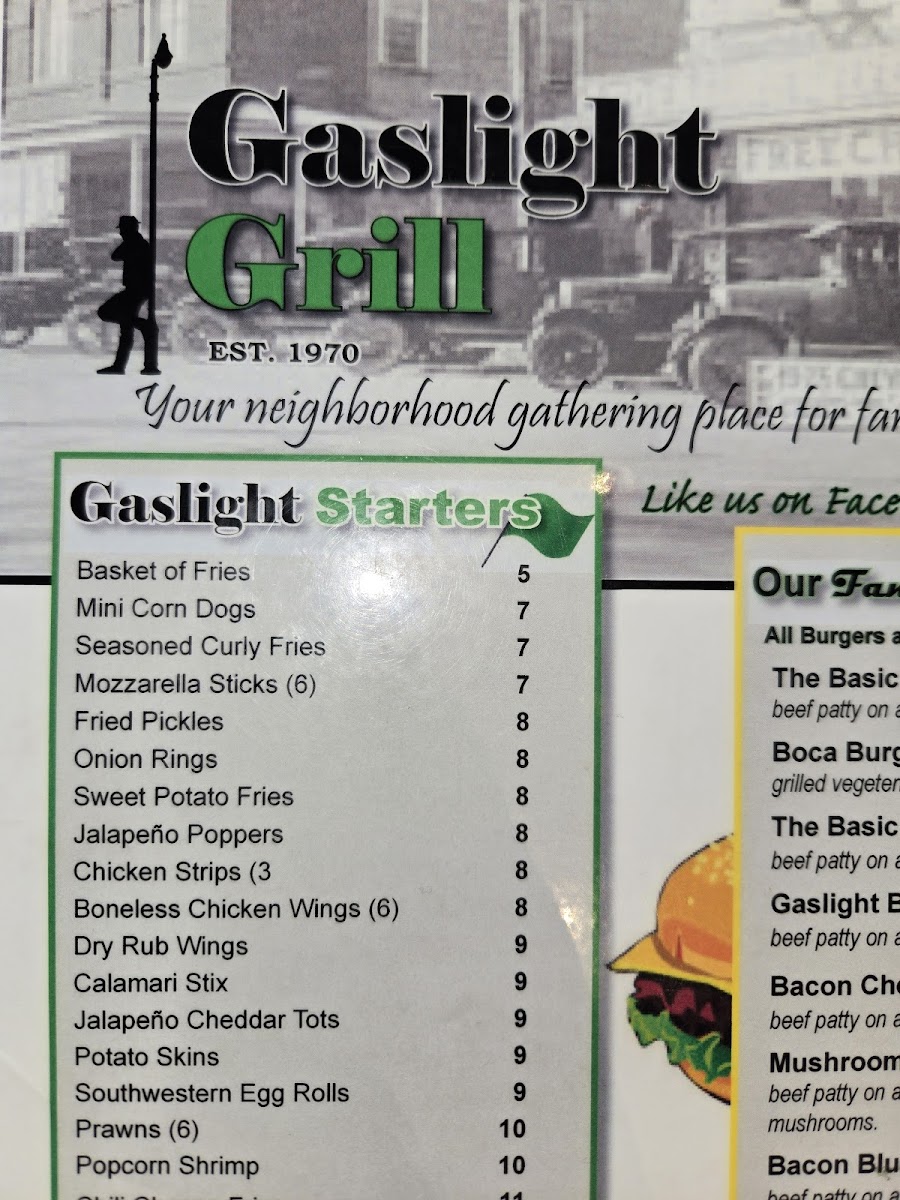 Gaslight
Grill
EST. 1970
Your neighborhood gathering place for
Like us on
Gaslight Starters
Basket of Fries 5
Mini Corn Dogs 7
Seasoned Curly Fries 7
Mozzarella Sticks (6) 7
Fried Pickles 8
Onion Rings 8
Sweet Potato Fries 8
Jalapeño Poppers 8
Chicken Strips (3 8
Boneless Chicken Wings (6) 8
Dry Rub Wings 9
Calamari Stix 9
Jalapeño Cheddar Tots 9
Potato Skins 9
Southwestern Egg Rolls 9
Prawns (6) 10
Popcorn Shrimp 10
Our
All Burgers
The Basic
beef patty on
Boca
grilled
The Basic
beef patty on
Gaslight
beef patty on
Bacon
beef patty on
Mushroom
beef patty on
mushrooms.
Bacon